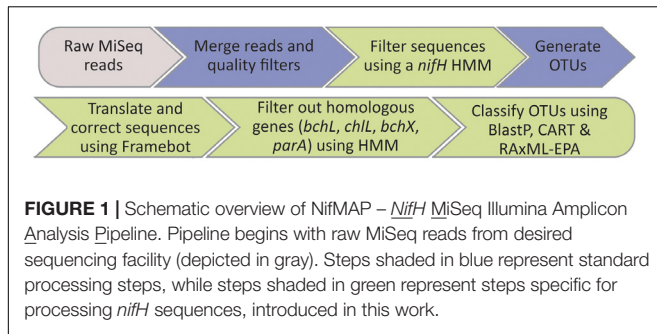 Raw MiSeq
reads
Merge reads and
quality filters
Filter sequences
using a nifH HMM
Generate
OTUs
Translate and
correct sequences
using Framebot
Filter out homologous
genes (bchL, chlL, bchX,
parA) using HMM
Classify OTUs using
BlastP, CART &
RAxML-EPA
FIGURE 1 | Schematic overview of NifMAP – NifH MiSeq Illumina Amplicon
Analysis Pipeline. Pipeline begins with raw MiSeq reads from desired
sequencing facility (depicted in gray). Steps shaded in blue represent standard
processing steps, while steps shaded in green represent steps specific for
processing nifH sequences, introduced in this work.